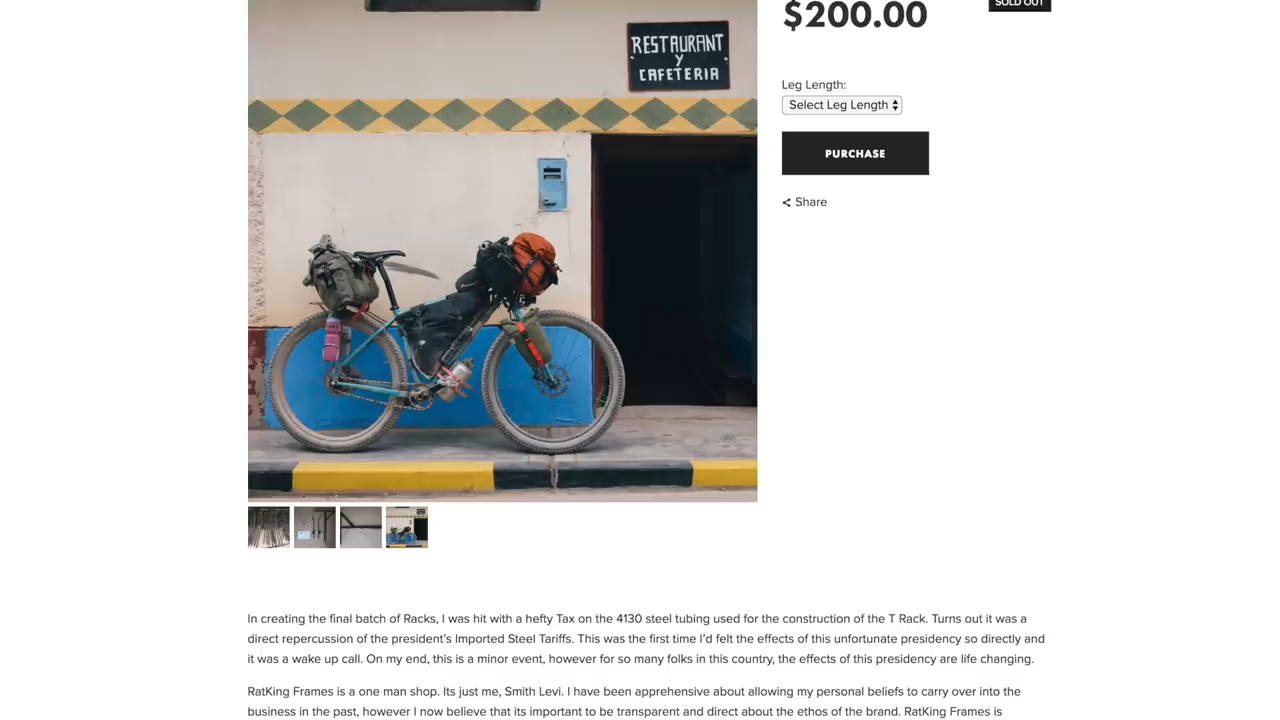 $200.00
SOLD OUT
RESTAURANT
Y
CAFETERIA
Leg Length:
Select Leg Length
PURCHASE
Share
In creating the final batch of Racks, I was hit with a hefty Tax on the 4130 steel tubing used for the construction of the T Rack. Turns out it was a
direct repercussion of the president's Imported Steel Tariffs. This was the first time I'd felt the effects of this unfortunate presidency so directly and
it was a wake up call. On my end, this is a minor event, however for so many folks in this country, the effects of this presidency are life changing.
RatKing Frames is a one man shop. Its just me, Smith Levi. I have been apprehensive about allowing my personal beliefs to carry over into the
business in the past, however I now believe that its important to be transparent and direct about the ethos of the brand. RatKing Frames is